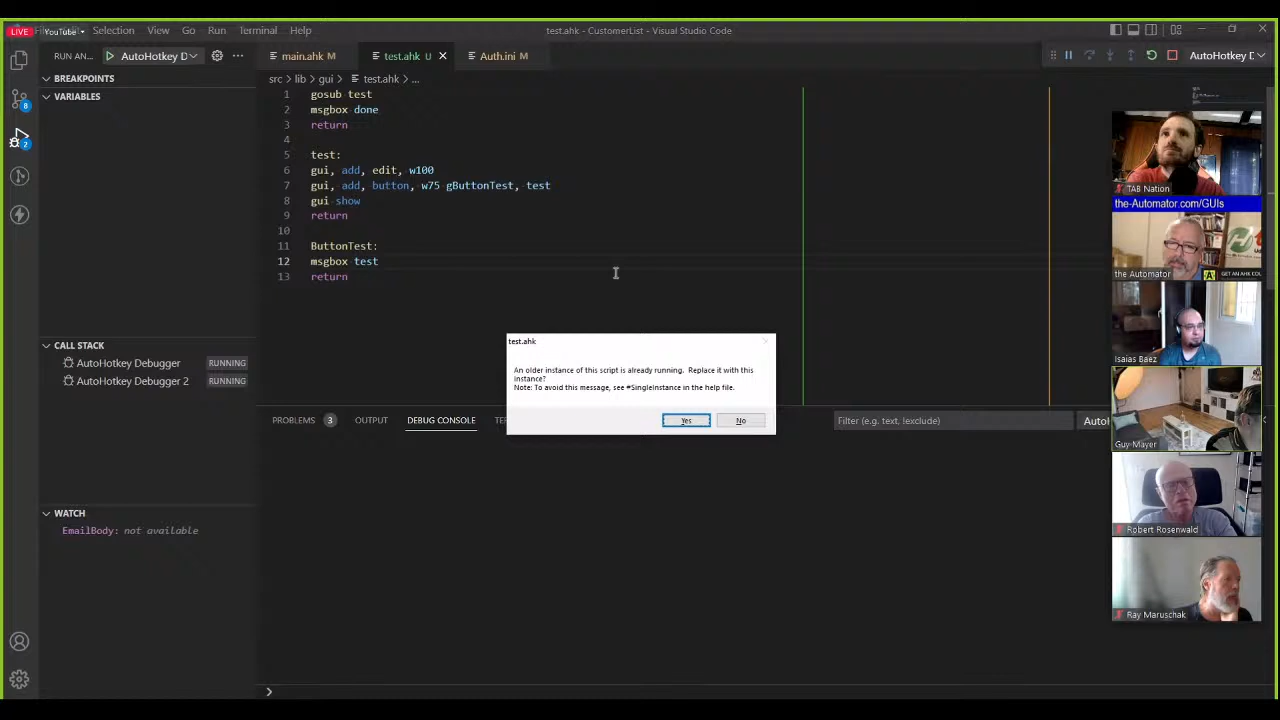 LIVE
YouTube
Selection View Go Run Terminal Help
test.ahk - CustomerList - Visual Studio Code
RUN AN... AutoHotkey D
main.ahk M
test.ahk U
Auth.ini M
AutoHotkey D
BREAKPOINTS
VARIABLES
src > lib > gui > test.ahk > ...
1 gosub test
2 msgbox done
3 return
4
5 test:
6 gui, add, edit, w100
7 gui, add, button, w75 gButtonTest, test
8 gui show
9 return
10
11 ButtonTest:
12 msgbox test
13 return
8
2
CALL STACK
AutoHotkey Debugger RUNNING
AutoHotkey Debugger 2 RUNNING
WATCH
EmailBody: not available
test.ahk
An older instance of this script is already running. Replace it with this
instance?
Note: To avoid this message, see #SingleInstance in the help file.
Yes No
PROBLEMS 3 OUTPUT DEBUG CONSOLE
Filter (e.g. text, !exclude)
TAB Nation
the-Automator.com/GUIs
the Automator
Isaias Baez
Guy Mayer
Robert Rosenwald
Ray Maruschak